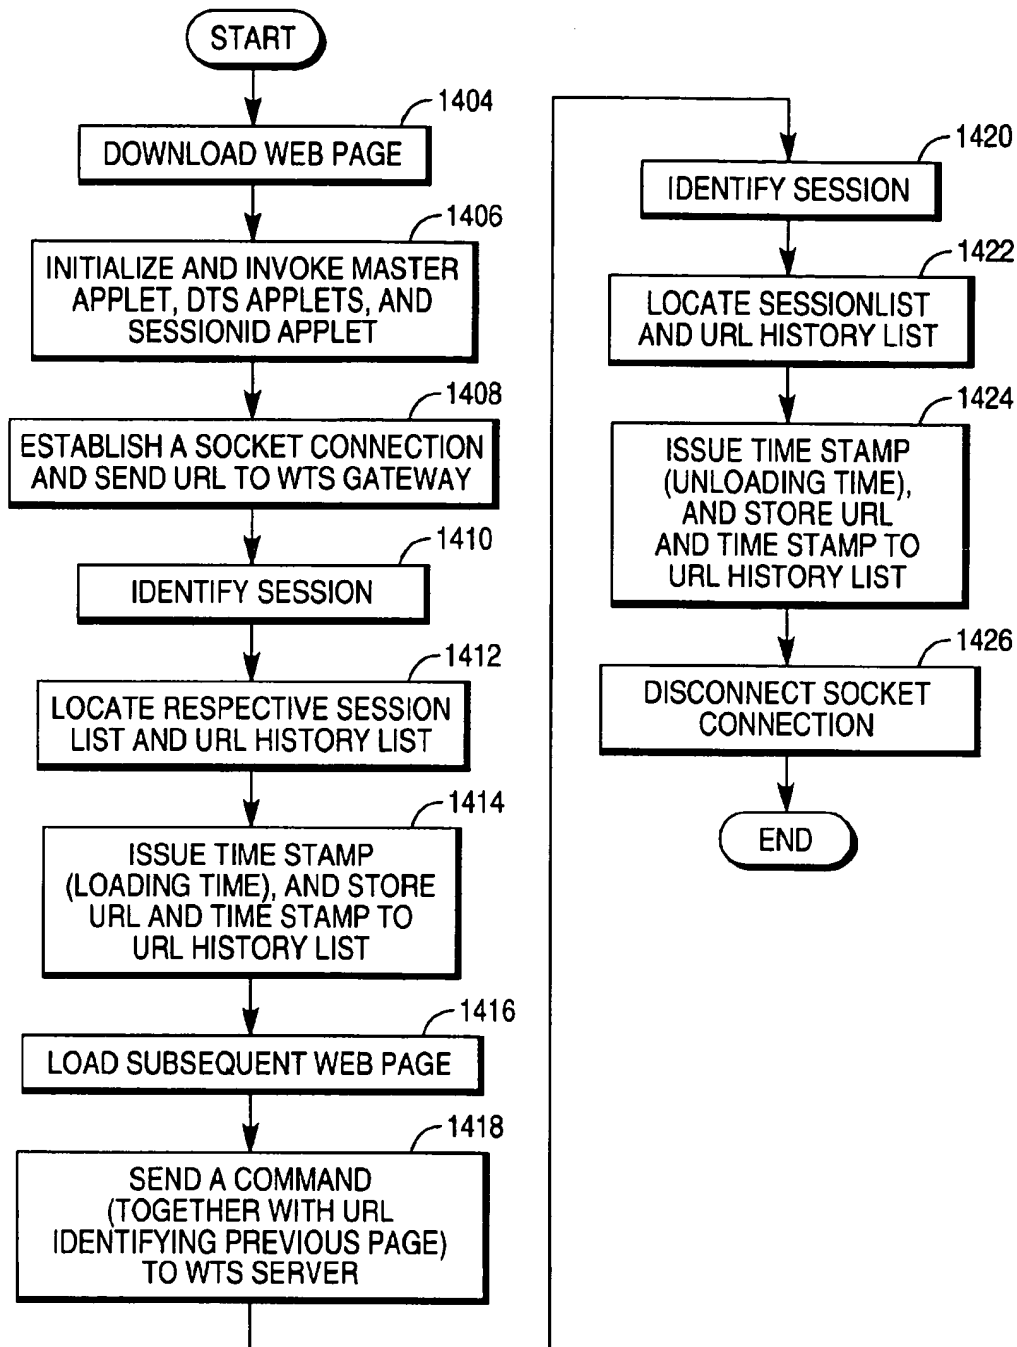 START
1404
DOWNLOAD WEB PAGE
1406
INITIALIZE AND INVOKE MASTER
APPLET, DTS APPLETS, AND
SESSIONID APPLET
1408
ESTABLISH A SOCKET CONNECTION
AND SEND URL TO WTS GATEWAY
1410
IDENTIFY SESSION
1412
LOCATE RESPECTIVE SESSION
LIST AND URL HISTORY LIST
1414
ISSUE TIME STAMP
(LOADING TIME), AND STORE
URL AND TIME STAMP TO
URL HISTORY LIST
1416
LOAD SUBSEQUENT WEB PAGE
1418
SEND A COMMAND
(TOGETHER WITH URL
IDENTIFYING PREVIOUS PAGE)
TO WTS SERVER
1420
IDENTIFY SESSION
1422
LOCATE SESSIONLIST
AND URL HISTORY LIST
1424
ISSUE TIME STAMP
(UNLOADING TIME),
AND STORE URL
AND TIME STAMP TO
URL HISTORY LIST
1426
DISCONNECT SOCKET
CONNECTION
END